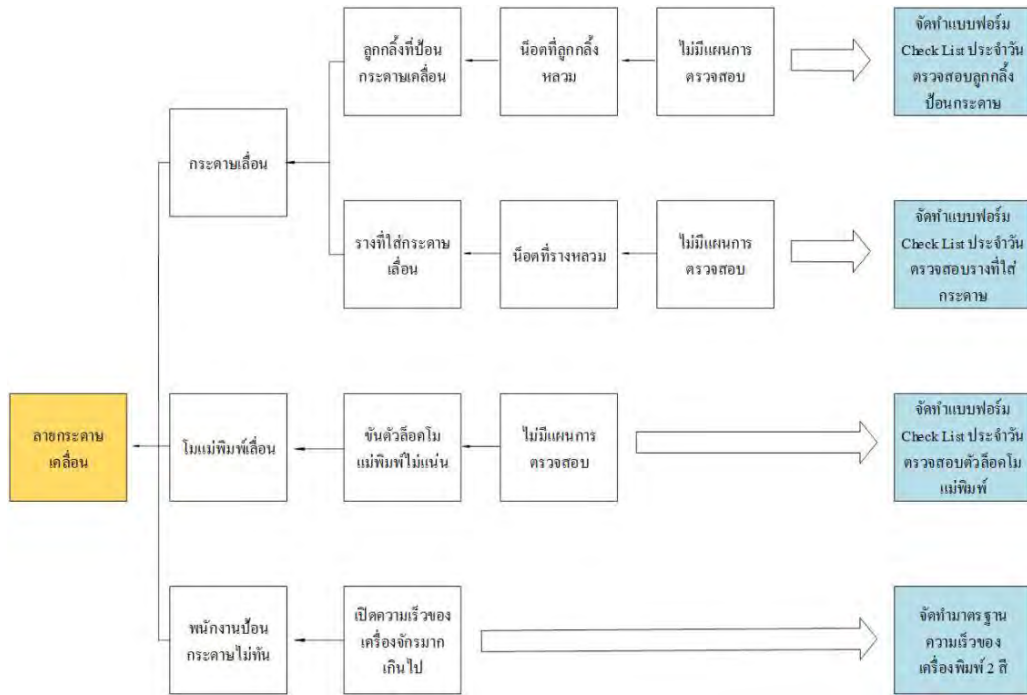 ลูกกลิ้งที่ป้อน
กระดาษเคลื่อน
น็อตที่ลูกกลิ้ง
หลวม
ไม่มีแผนการ
ตรวจสอบ
จัดทำแบบฟอร์ม
Check List ประจำวัน
ตรวจสอบลูกกลิ้ง
ป้อนกระดาษ
กระดาษเลื่อน
รางที่ใส่กระดาษ
เลื่อน
น็อตที่รางหลวม
ไม่มีแผนการ
ตรวจสอบ
จัดทำแบบฟอร์ม
Check List ประจำวัน
ตรวจสอบรางที่ใส่
กระดาษ
ลายกระดาษ
เคลื่อน
โมแม่พิมพ์เลื่อน
ขันตัวล็อคโม
แม่พิมพ์ไม่แน่น
ไม่มีแผนการ
ตรวจสอบ
จัดทำแบบฟอร์ม
Check List ประจำวัน
ตรวจสอบตัวล็อคโม
แม่พิมพ์
พนักงานป้อน
กระดาษไม่ทัน
เปิดความเร็วของ
เครื่องจักรมาก
เกินไป
จัดทำมาตรฐาน
ความเร็วของ
เครื่องพิมพ์ 2 สี